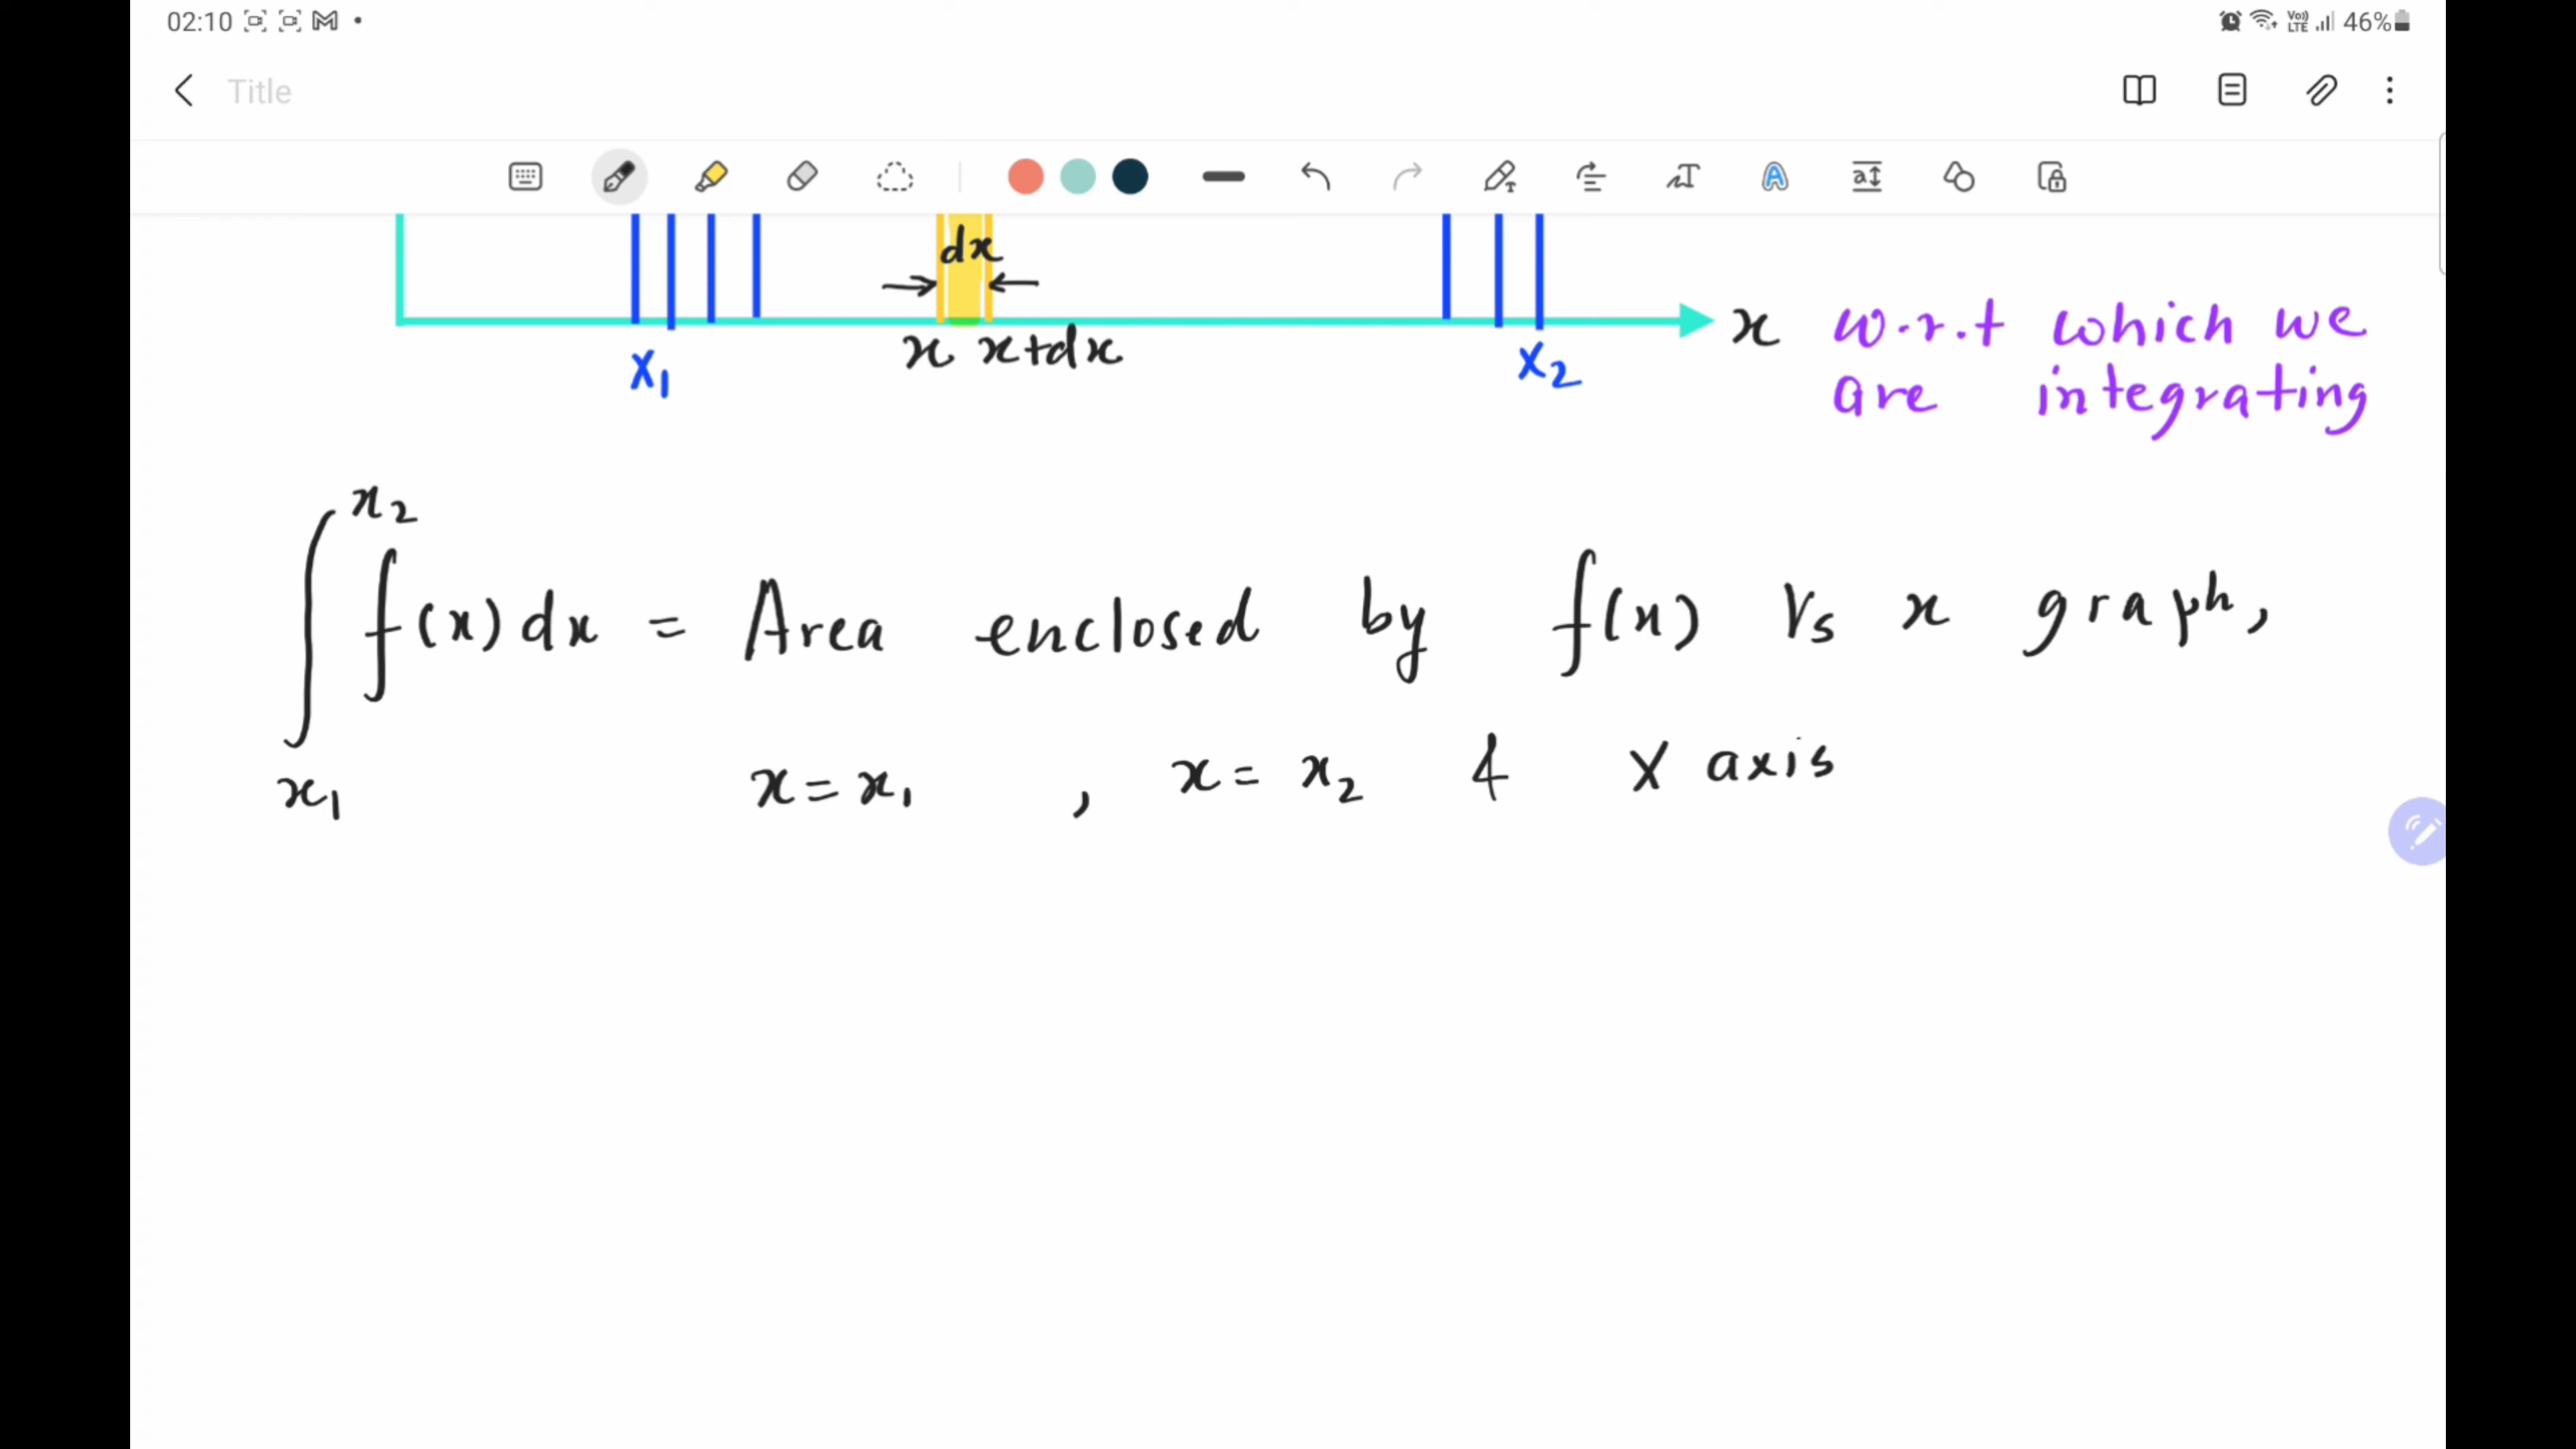 02:10 46%
Title
dx
x x+dx
x w.r.t which we
x₁ x₂ are integrating
∫_{x₁}^{x₂} f(x) dx = Area enclosed by f(x) Vs x graph,
x = x₁ , x = x₂ & X axis